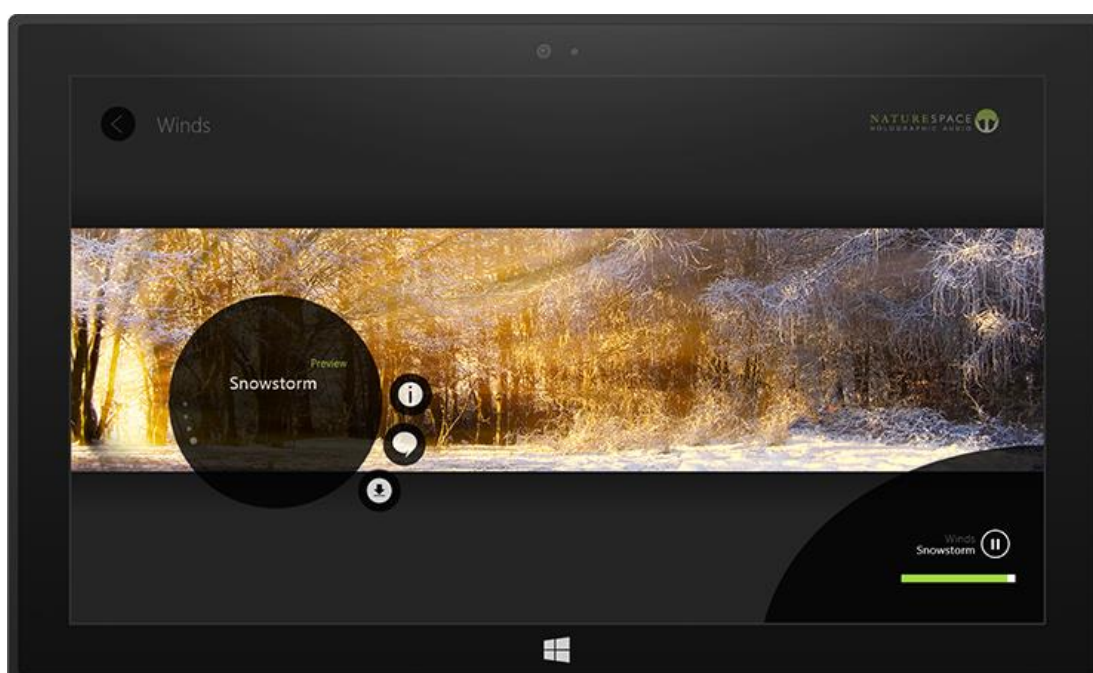 Winds
NATURESPACE
HOLOGRAPHIC AUDIO
Preview
Snowstorm
i
Winds
Snowstorm